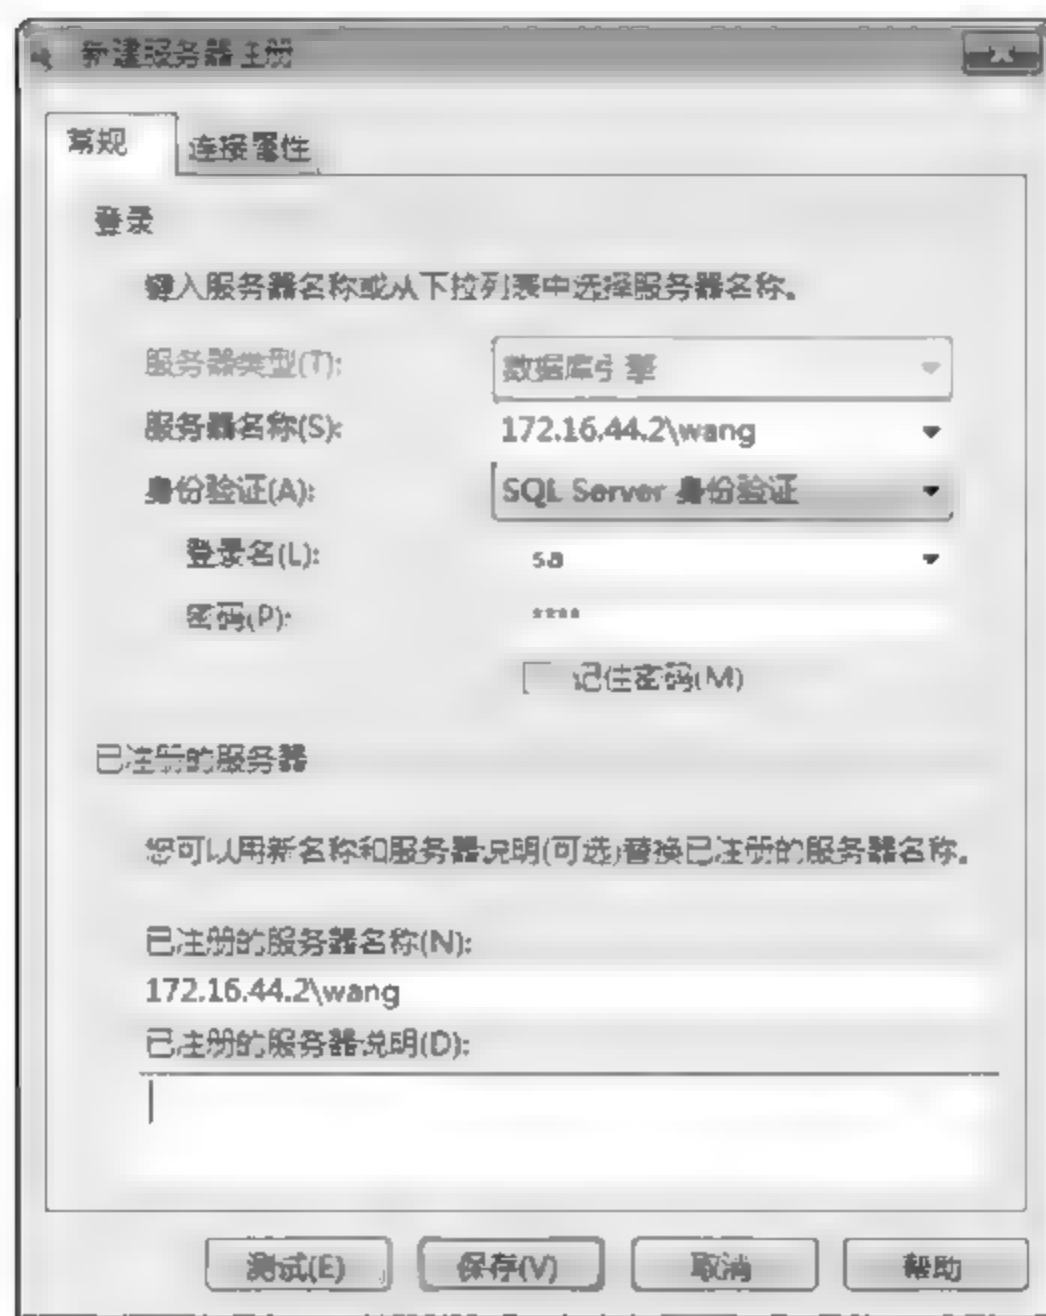 新建服务器注册
常规 连接属性
登录
键入服务器名称或从下拉列表中选择服务器名称。
服务器类型(T): 数据库引擎
服务器名称(S): 172.16.44.2\wang
身份验证(A): SQL Server 身份验证
登录名(L): sa
密码(P): ****
记住密码(M)
已注册的服务器
您可以用新名称和服务器说明(可选)替换已注册的服务器名称。
已注册的服务器名称(N):
172.16.44.2\wang
已注册的服务器说明(D):
测试(E) 保存(V) 取消 帮助